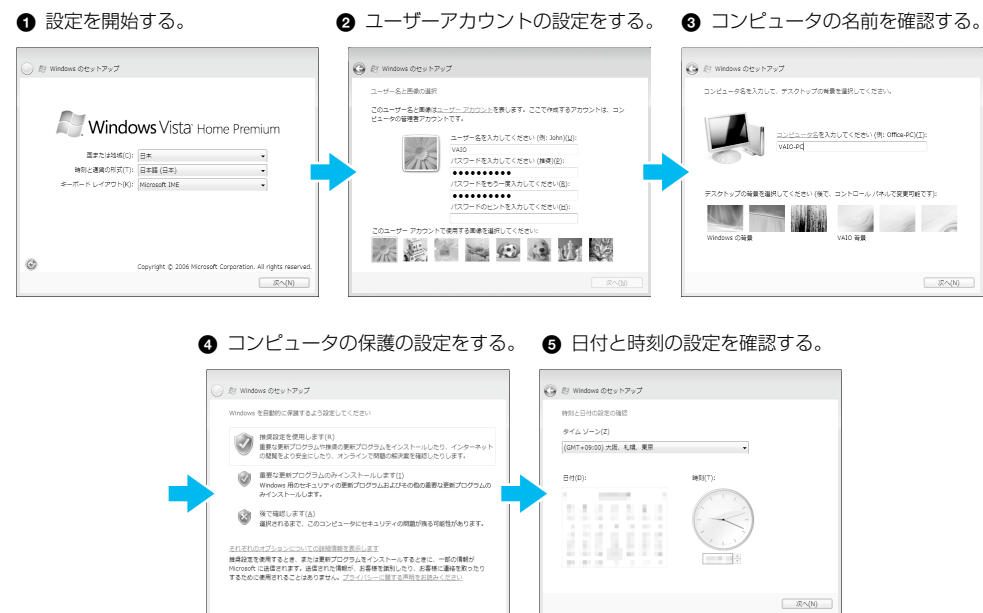 ❶ 設定を開始する。
Windows のセットアップ
Windows Vista Home Premium
国または地域(C): 日本
時刻と通貨の形式(T): 日本語 (日本)
キーボード レイアウト(K): Microsoft IME
Copyright © 2006 Microsoft Corporation. All rights reserved.
次へ(N)
❷ ユーザーアカウントの設定をする。
Windows のセットアップ
ユーザー名と画像の選択
このユーザー名と画像はユーザー アカウントを表します。ここで作成するアカウントは、コン
ピュータの管理者アカウントです。
ユーザー名を入力してください (例: John)(U):
VAIO
パスワードを入力してください (推奨)(P):
●●●●●●●●●●
パスワードをもう一度入力してください(R):
●●●●●●●●●●
パスワードのヒントを入力してください(H):
このユーザー アカウントで使用する画像を選択してください:
次へ(N)
❸ コンピュータの名前を確認する。
Windows のセットアップ
コンピュータ名を入力して、デスクトップの背景を選択してください。
コンピュータ名を入力してください (例: Office-PC)(T):
VAIO-PC
デスクトップの背景を選択してください (後で、コントロール パネルで変更可能です):
Windows の背景
VAIO 背景
次へ(N)
❹ コンピュータの保護の設定をする。
Windows のセットアップ
Windows を自動的に保護するよう設定してください
推奨設定を使用します(R)
重要な更新プログラムや推奨の更新プログラムをインストールしたり、インターネット
の閲覧をより安全にしたり、オンラインで問題の解決策を確認したりします。
重要な更新プログラムのみインストールします(I)
Windows 用のセキュリティの更新プログラムおよびその他の重要な更新プログラムの
みインストールします。
後で確認します(A)
選択されるまで、このコンピュータにセキュリティの問題が残る可能性があります。
それぞれのオプションについての詳細情報を表示します
推奨設定を使用するとき、または更新プログラムをインストールするときに、一部の情報が
Microsoft に送信されます。送信された情報が、お客様を識別したり、お客様に連絡を取ったり
するために使用されることはありません。プライバシーに関する声明をお読みください
❺ 日付と時刻の設定を確認する。
Windows のセットアップ
時刻と日付の設定の確認
タイム ゾーン(Z)
(GMT+09:00) 大阪、札幌、東京
日付(D):
時刻(T):
次へ(N)